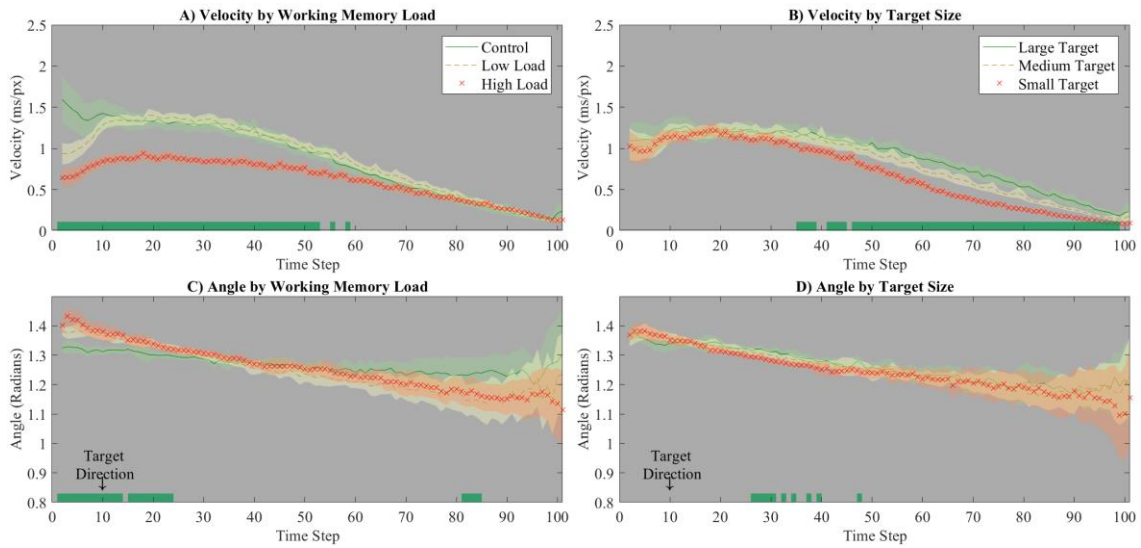 A) Velocity by Working Memory Load
2.5
2
1.5
1
0.5
0
Velocity (ms/px)
Control
Low Load
High Load
0 10 20 30 40 50 60 70 80 90 100
Time Step
B) Velocity by Target Size
2.5
2
1.5
1
0.5
0
Velocity (ms/px)
Large Target
Medium Target
Small Target
0 10 20 30 40 50 60 70 80 90 100
Time Step
C) Angle by Working Memory Load
1.4
1.3
1.2
1.1
1
0.9
0.8
Angle (Radians)
Target
Direction
0 10 20 30 40 50 60 70 80 90 100
Time Step
D) Angle by Target Size
1.4
1.3
1.2
1.1
1
0.9
0.8
Angle (Radians)
Target
Direction
0 10 20 30 40 50 60 70 80 90 100
Time Step